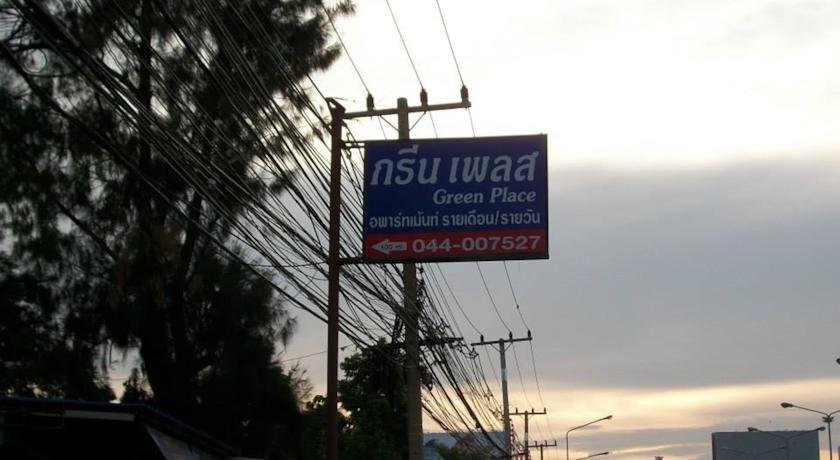 กรีน เพลส
Green Place
อพาร์ทเม้นท์ รายเดือน/รายวัน
044-007527